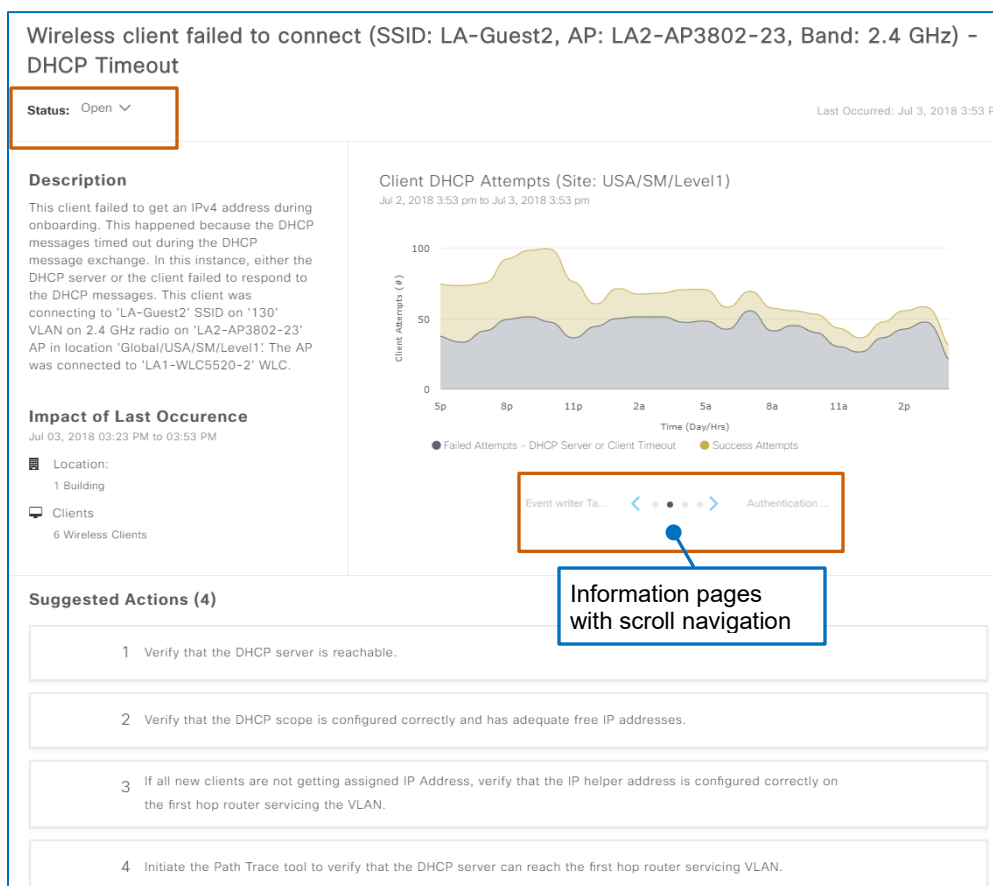 Wireless client failed to connect (SSID: LA-Guest2, AP: LA2-AP3802-23, Band: 2.4 GHz) -
DHCP Timeout
Status: Open
Last Occurred: Jul 3, 2018 3:53 P
Description
This client failed to get an IPv4 address during
onboarding. This happened because the DHCP
messages timed out during the DHCP
message exchange. In this instance, either the
DHCP server or the client failed to respond to
the DHCP messages. This client was
connecting to 'LA-Guest2' SSID on '130'
VLAN on 2.4 GHz radio on 'LA2-AP3802-23'
AP in location 'Global/USA/SM/Level1'. The AP
was connected to 'LA1-WLC5520-2' WLC.
Impact of Last Occurence
Jul 03, 2018 03:23 PM to 03:53 PM
Location:
1 Building
Clients
6 Wireless Clients
Client DHCP Attempts (Site: USA/SM/Level1)
Jul 2, 2018 3:53 pm to Jul 3, 2018 3:53 pm
Client Attempts (#)
100
50
0
5p 8p 11p 2a 5a 8a 11a 2p
Time (Day/Hrs)
Failed Attempts - DHCP Server or Client Timeout Success Attempts
Event writer Ta... Authentication ...
Information pages
with scroll navigation
Suggested Actions (4)
1 Verify that the DHCP server is reachable.
2 Verify that the DHCP scope is configured correctly and has adequate free IP addresses.
3 If all new clients are not getting assigned IP Address, verify that the IP helper address is configured correctly on
the first hop router servicing the VLAN.
4 Initiate the Path Trace tool to verify that the DHCP server can reach the first hop router servicing VLAN.